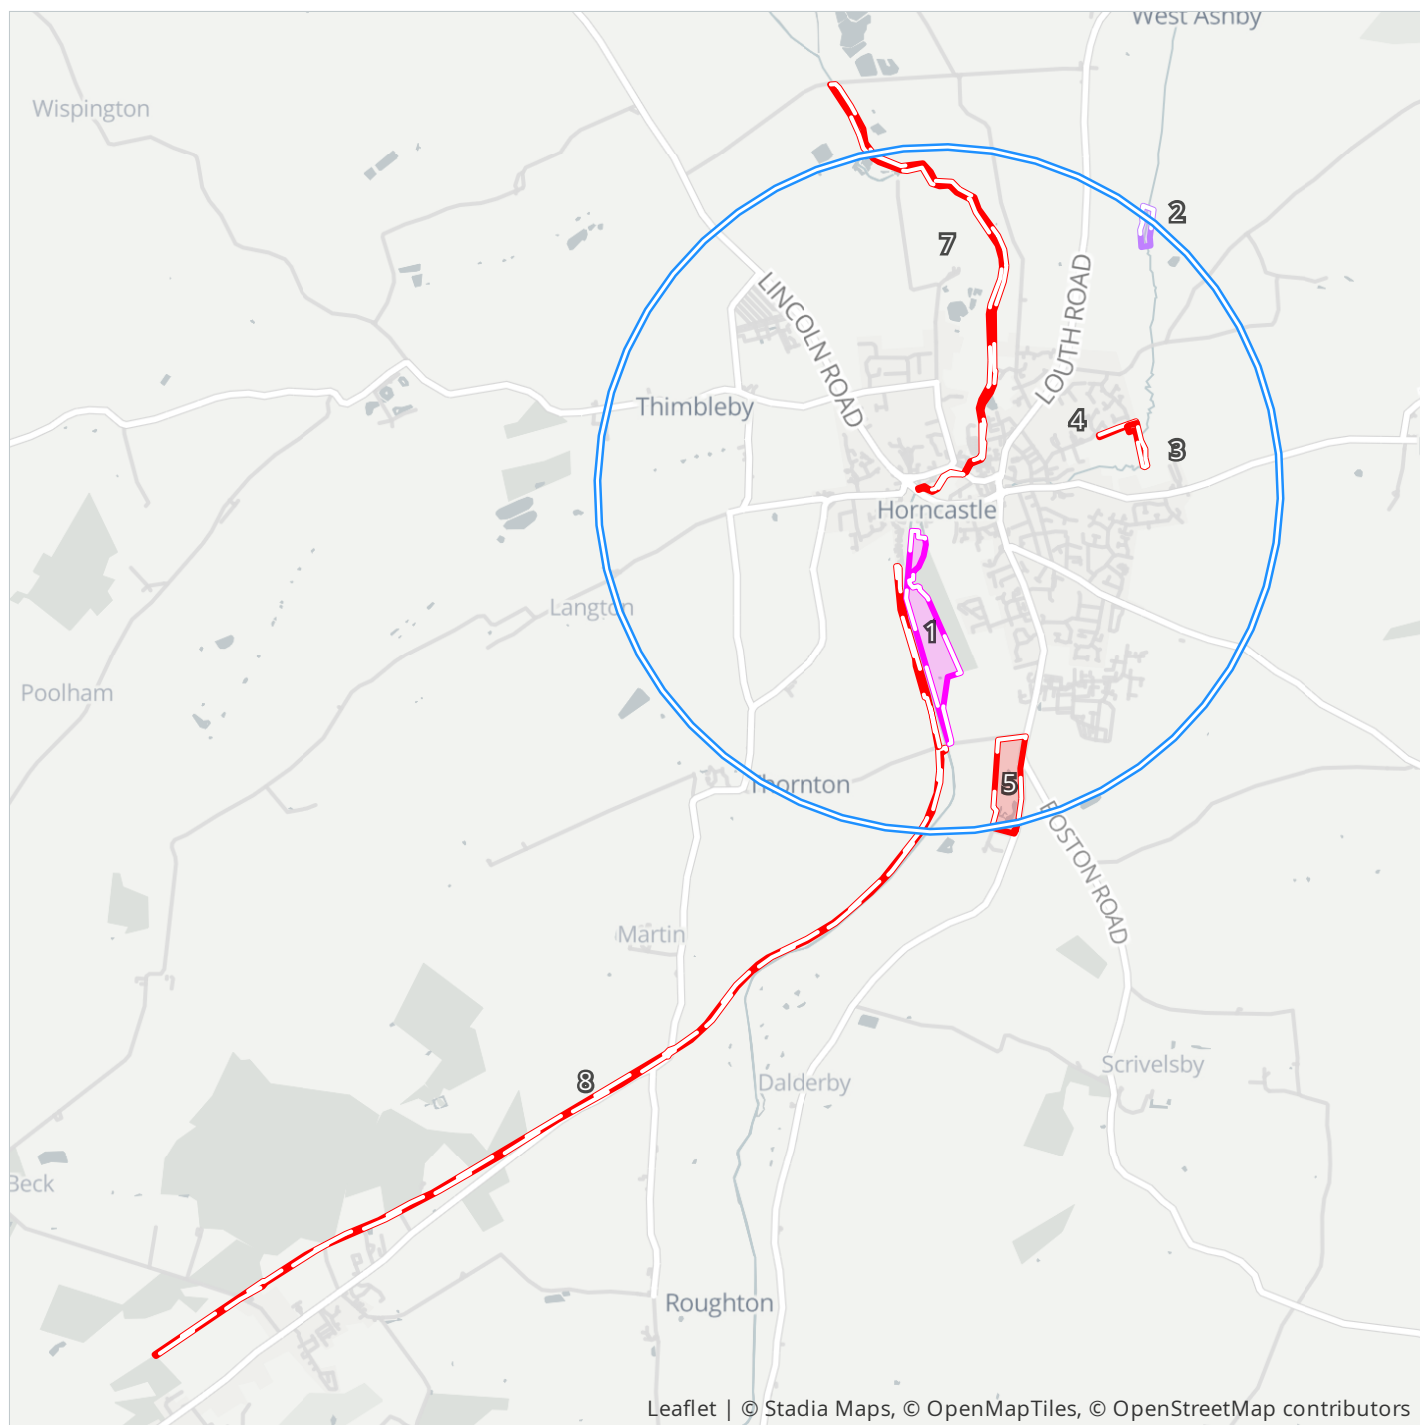 West Ashby
Wispington
2
7
LINCOLN ROAD
LOUTH ROAD
Thimbleby
4
3
Horncastle
Langton
1
Poolham
Thornton
5
BOSTON ROAD
Martin
8
Dalderby
Scrivelsby
Beck
Roughton
Leaflet | © Stadia Maps, © OpenMapTiles, © OpenStreetMap contributors